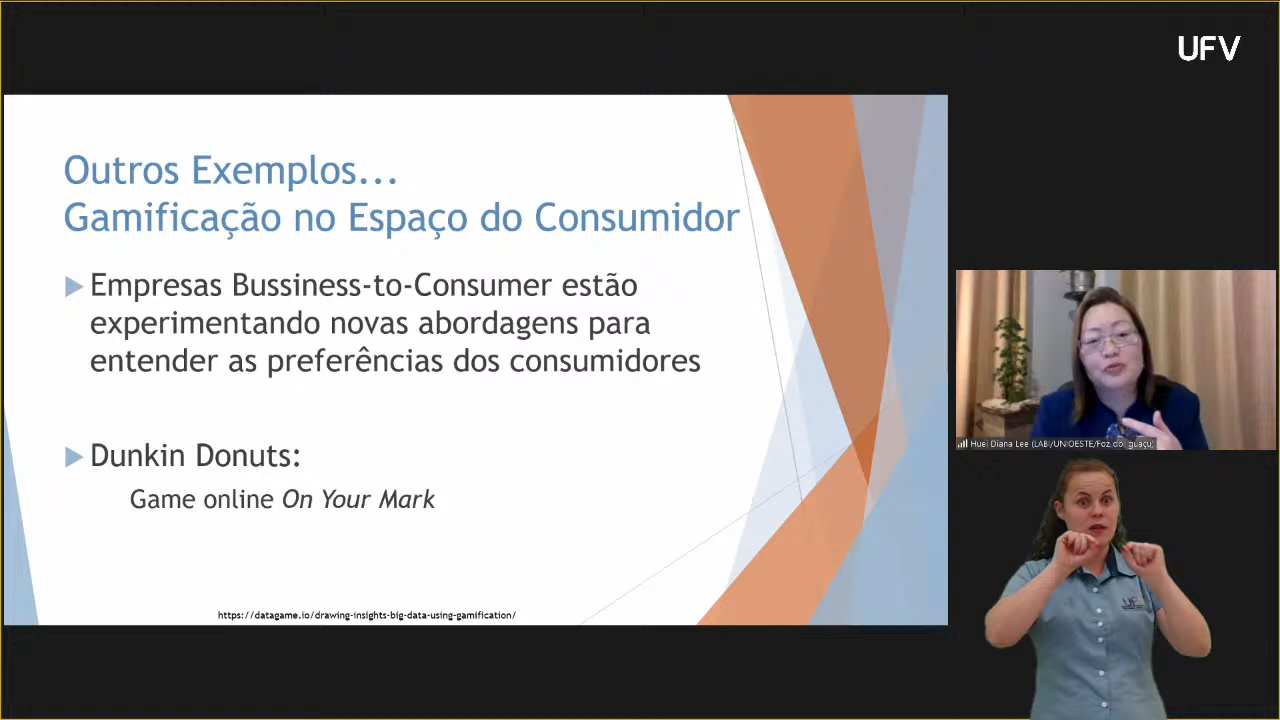 UFV
Outros Exemplos...
Gamificação no Espaço do Consumidor
Empresas Bussiness-to-Consumer estão
experimentando novas abordagens para
entender as preferências dos consumidores
Dunkin Donuts:
Game online On Your Mark
https://datagame.io/drawing-insights-big-data-using-gamification/
Huei Diana Lee (LABI/UNIOESTE/Foz do Iguaçu)